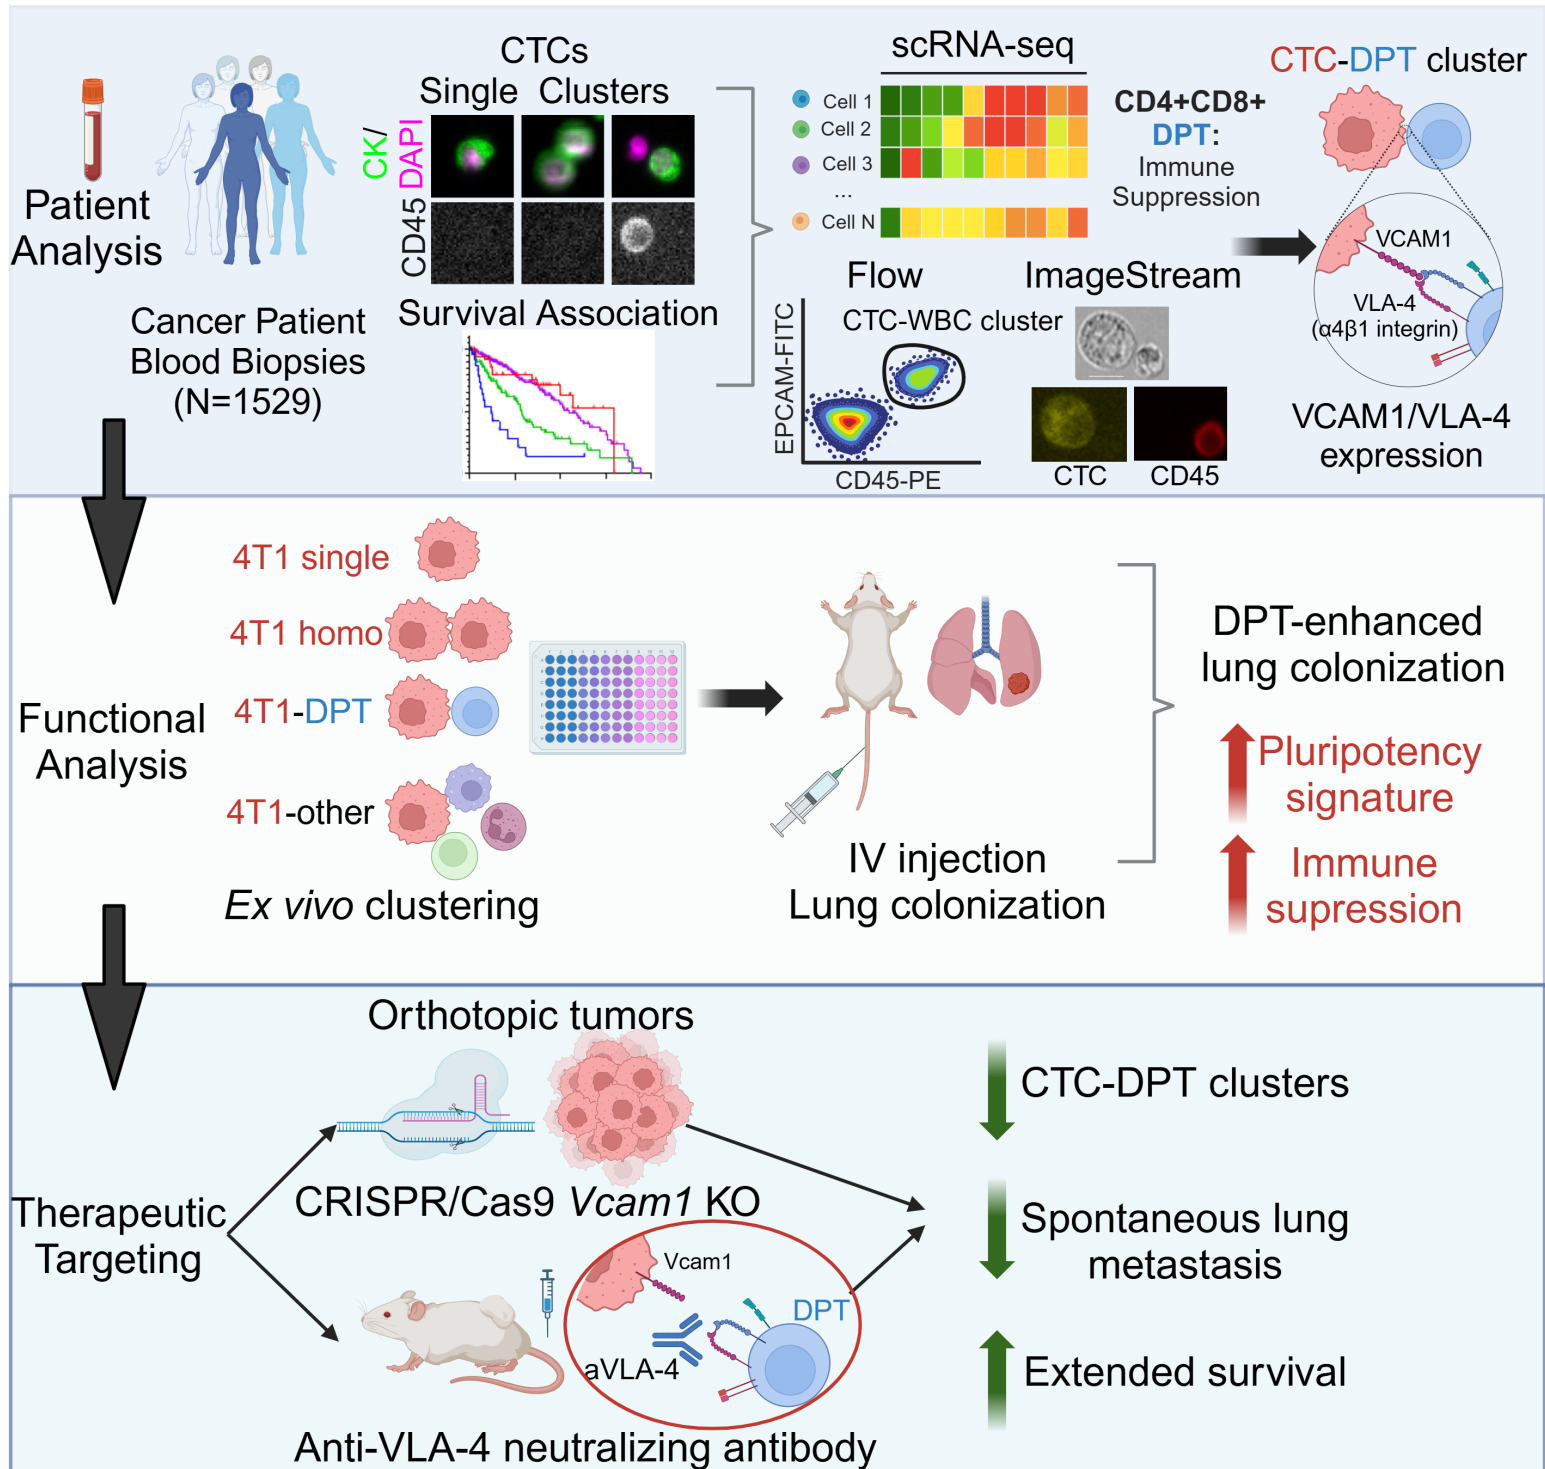 Patient
Analysis
Cancer Patient
Blood Biopsies
(N=1529)
CTCs
Single Clusters
CK/
DAPI
CD45
Survival Association
scRNA-seq
Cell 1
Cell 2
Cell 3
...
Cell N
CD4+CD8+
DPT:
Immune
Suppression
Flow
CTC-WBC cluster
EPCAM-FITC
CD45-PE
ImageStream
CTC
CD45
CTC-DPT cluster
VCAM1
VLA-4
(α4β1 integrin)
VCAM1/VLA-4
expression
Functional
Analysis
4T1 single
4T1 homo
4T1-DPT
4T1-other
Ex vivo clustering
IV injection
Lung colonization
DPT-enhanced
lung colonization
Pluripotency
signature
Immune
supression
Therapeutic
Targeting
Orthotopic tumors
CRISPR/Cas9 Vcam1 KO
Vcam1
DPT
aVLA-4
Anti-VLA-4 neutralizing antibody
CTC-DPT clusters
Spontaneous lung
metastasis
Extended survival